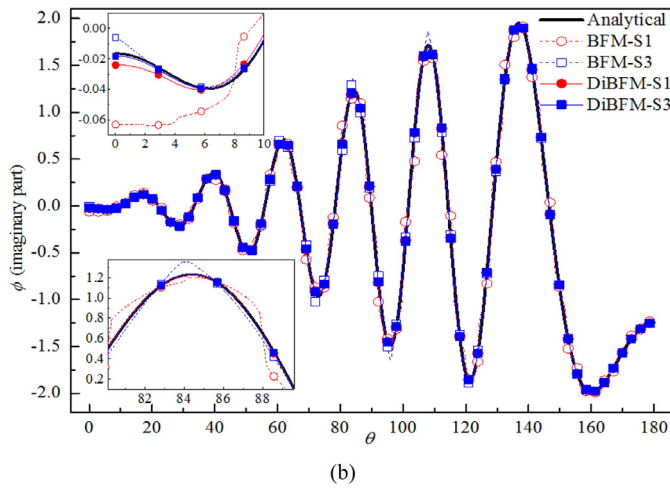 0.00
-0.02
-0.04
-0.06
0 2 4 6 8 10
Analytical
BFM-S1
BFM-S3
DiBFM-S1
DiBFM-S3
2.0
1.5
1.0
0.5
0.0
-0.5
-1.0
-1.5
-2.0
ϕ (imaginary part)
1.2
1.0
0.8
0.6
0.4
0.2
82 84 86 88
0 20 40 60 80 100 120 140 160 180
θ
(b)